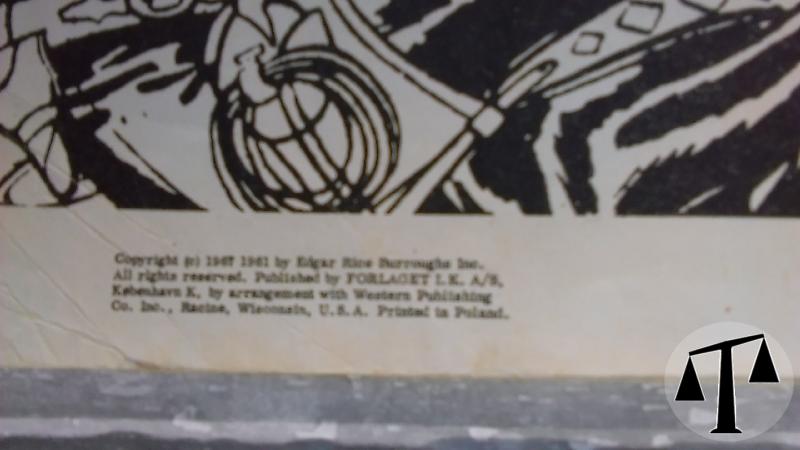 Copyright (c) 1967 1961 by Edgar Rice Burroughs Inc.
All rights reserved. Published by FORLAGET I.K. A/S,
København K, by arrangement with Western Publishing
Co. Inc., Racine, Wisconsin, U.S.A. Printed in Poland.